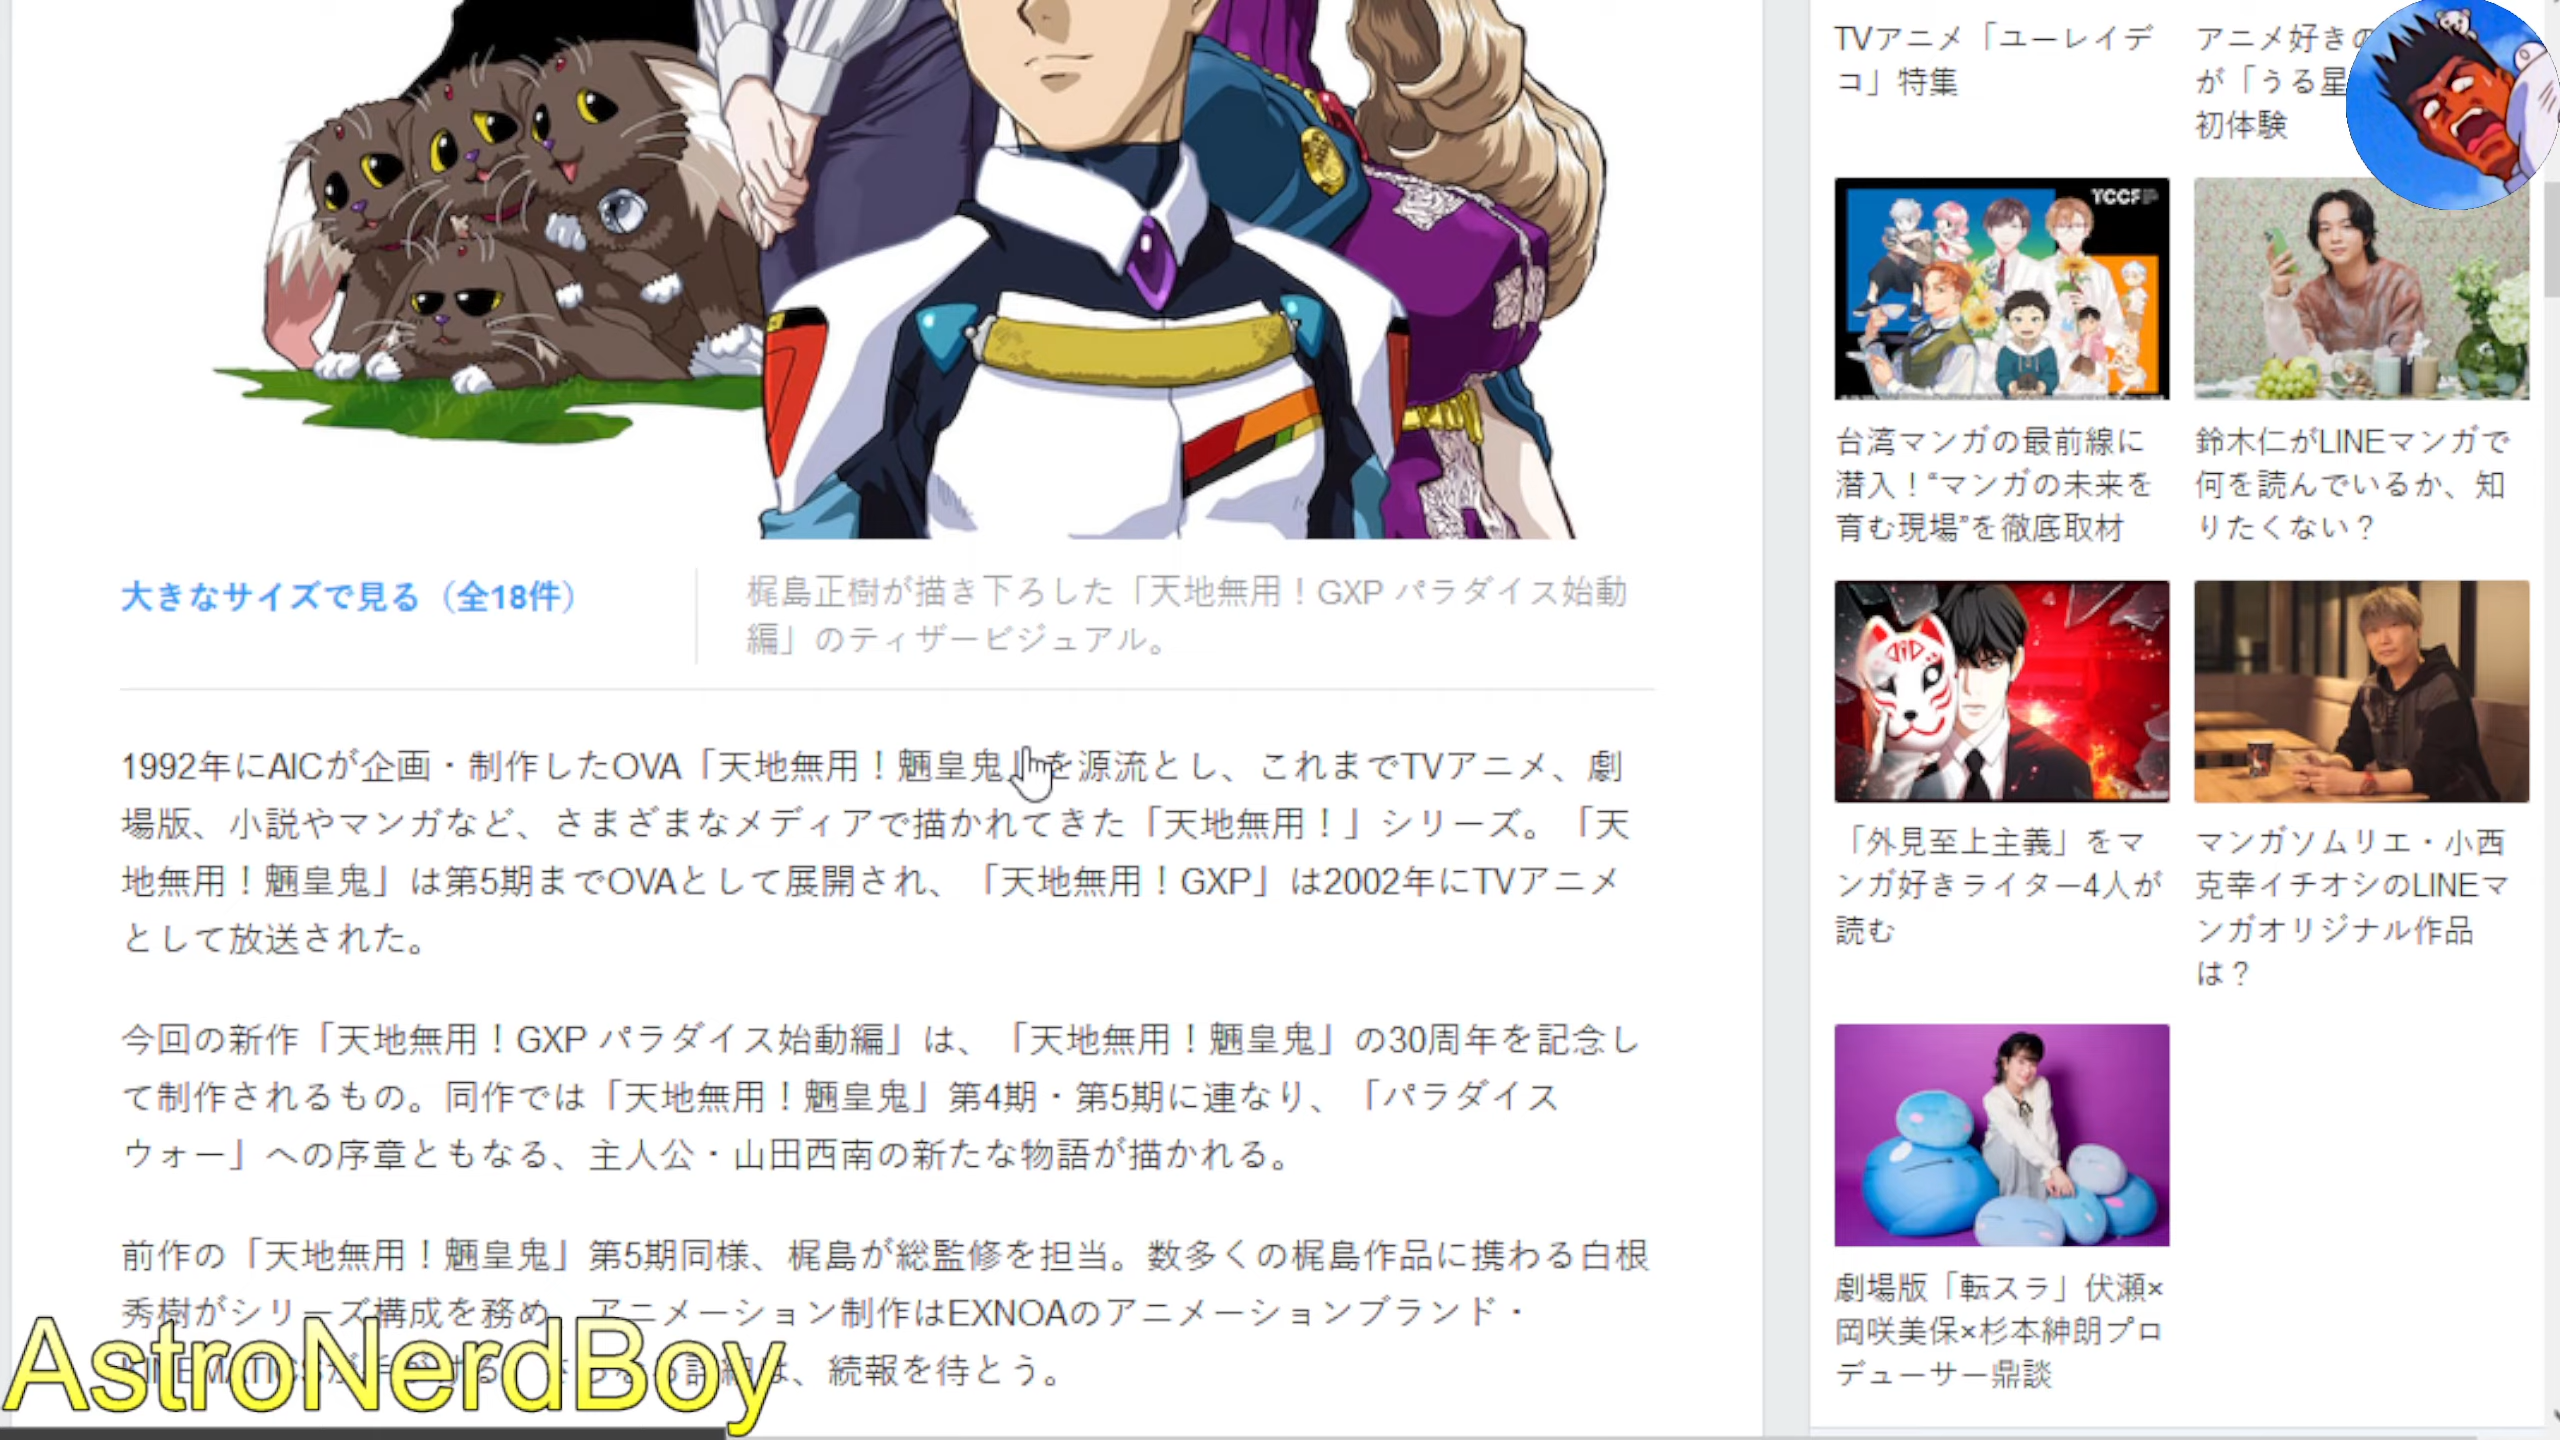 大きなサイズで見る（全18件）
梶島正樹が描き下ろした「天地無用！GXP パラダイス始動
編」のティザービジュアル。
1992年にAICが企画・制作したOVA「天地無用！魎皇鬼」を源流とし、これまでTVアニメ、劇
場版、小説やマンガなど、さまざまなメディアで描かれてきた「天地無用！」シリーズ。「天
地無用！魎皇鬼」は第5期までOVAとして展開され、「天地無用！GXP」は2002年にTVアニメ
として放送された。
今回の新作「天地無用！GXP パラダイス始動編」は、「天地無用！魎皇鬼」の30周年を記念し
て制作されるもの。同作では「天地無用！魎皇鬼」第4期・第5期に連なり、「パラダイス
ウォー」への序章ともなる、主人公・山田西南の新たな物語が描かれる。
前作の「天地無用！魎皇鬼」第5期同様、梶島が総監修を担当。数多くの梶島作品に携わる白根
秀樹がシリーズ構成を務め、アニメーション制作はEXNOAのアニメーションブランド・
は、続報を待とう。
AstroNerdBoy
TVアニメ「ユーレイデ
コ」特集
アニメ好きの
が「うる星
初体験
TCCF
台湾マンガの最前線に
潜入！“マンガの未来を
育む現場”を徹底取材
鈴木仁がLINEマンガで
何を読んでいるか、知
りたくない？
「外見至上主義」をマ
ンガ好きライター4人が
読む
マンガソムリエ・小西
克幸イチオシのLINEマ
ンガオリジナル作品
は？
劇場版「転スラ」伏瀬×
岡咲美保×杉本紳朗プロ
デューサー鼎談